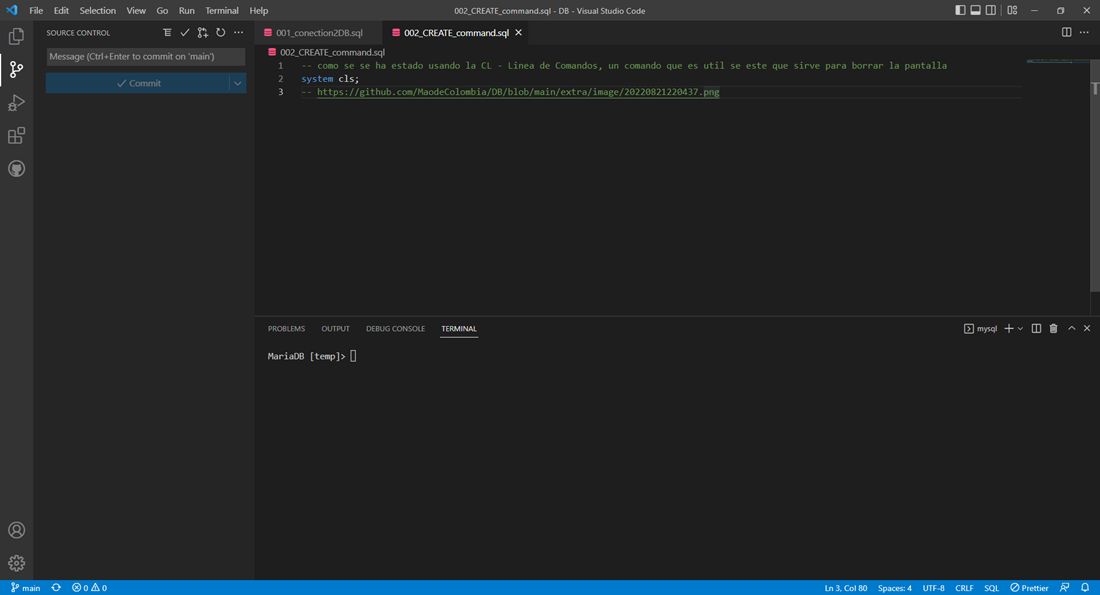 File Edit Selection View Go Run Terminal Help 002_CREATE_command.sql - DB - Visual Studio Code
SOURCE CONTROL
Message (Ctrl+Enter to commit on 'main')
Commit
001_conection2DB.sql 002_CREATE_command.sql
002_CREATE_command.sql
1 -- como se se ha estado usando la CL - Linea de Comandos, un comando que es util se este que sirve para borrar la pantalla
2 system cls;
3 -- https://github.com/MaodeColombia/DB/blob/main/extra/image/20220821220437.png
PROBLEMS OUTPUT DEBUG CONSOLE TERMINAL mysql
MariaDB [temp]>
main 0 0 Ln 3, Col 80 Spaces: 4 UTF-8 CRLF SQL Prettier